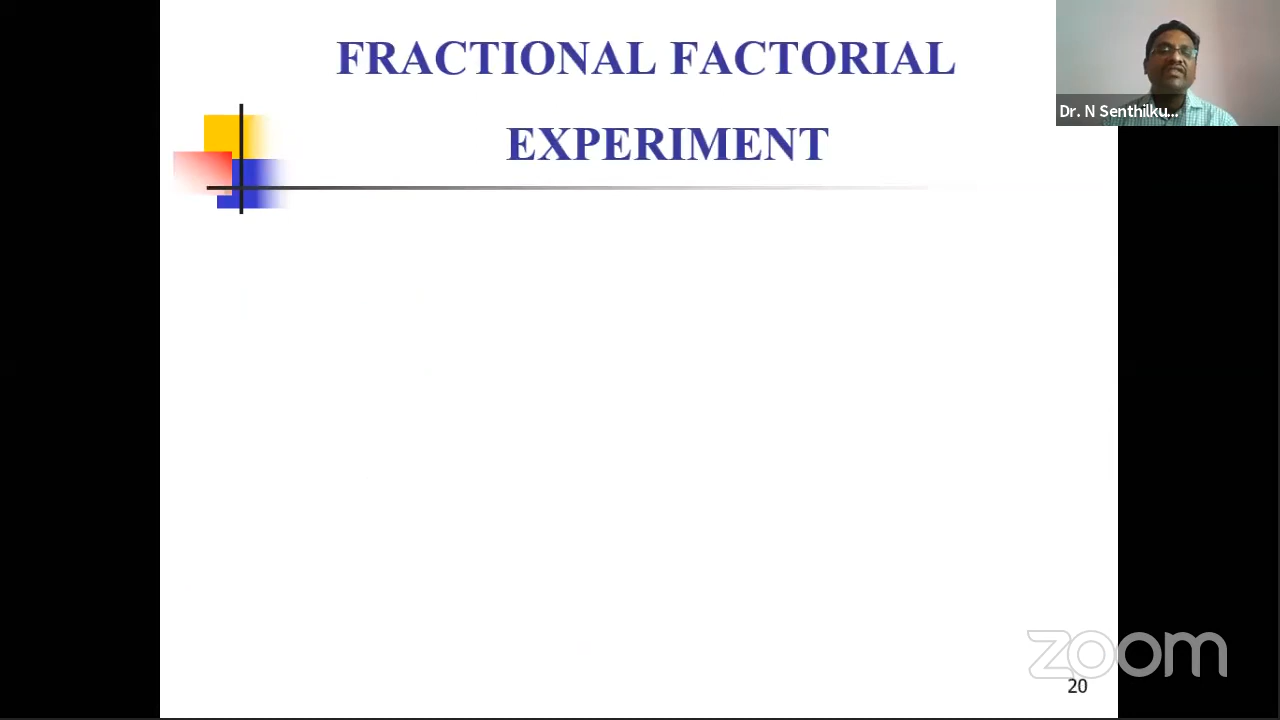 FRACTIONAL FACTORIAL
EXPERIMENT
Dr. N Senthilku...
zoom
20